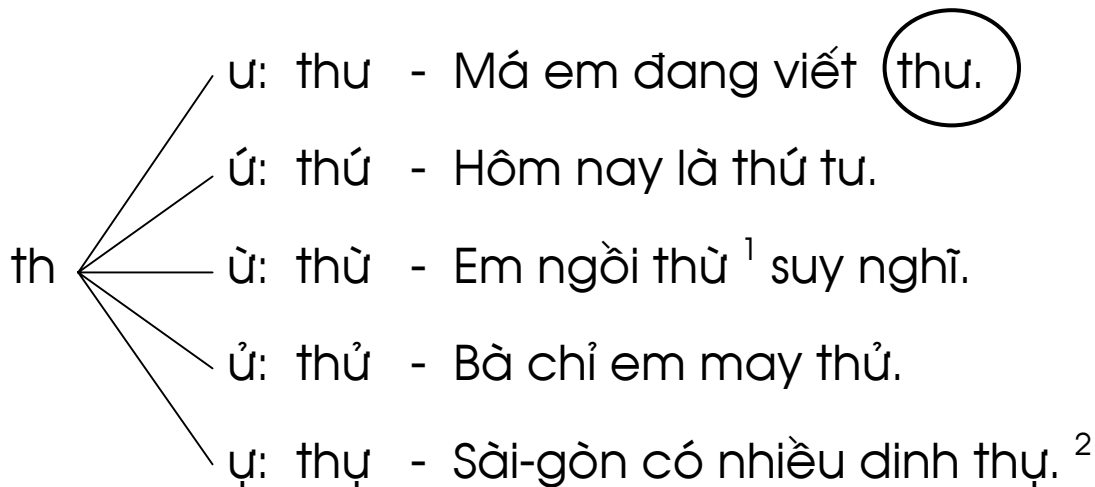 ư: thư - Má em đang viết thư.
ứ: thứ - Hôm nay là thứ tư.
th ừ: thừ - Em ngồi thừ 1 suy nghĩ.
ử: thử - Bà chỉ em may thử.
ự: thự - Sài-gòn có nhiều dinh thự. 2